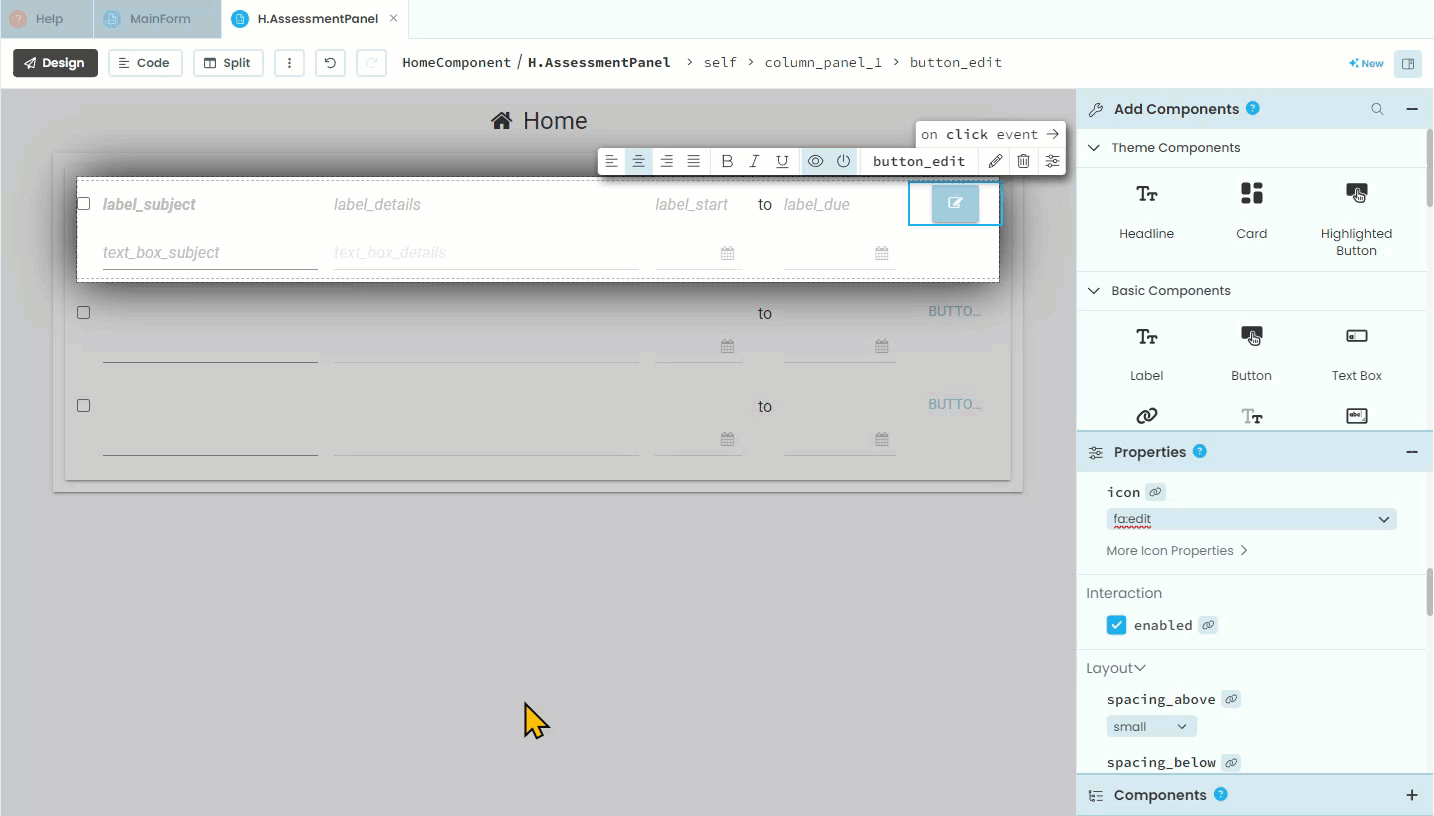 Help MainForm H.AssessmentPanel
Design Code Split HomeComponent / H.AssessmentPanel > self > column_panel_1 > button_edit New
Home
on click event →
B I U button_edit
label_subject label_details label_start to label_due
text_box_subject text_box_details
to BUTTO...
to BUTTO...
Add Components ?
Theme Components
Headline Card Highlighted Button
Basic Components
Label Button Text Box
Properties ?
icon
fa:edit
More Icon Properties >
Interaction
enabled
Layout
spacing_above
small
spacing_below
Components ?